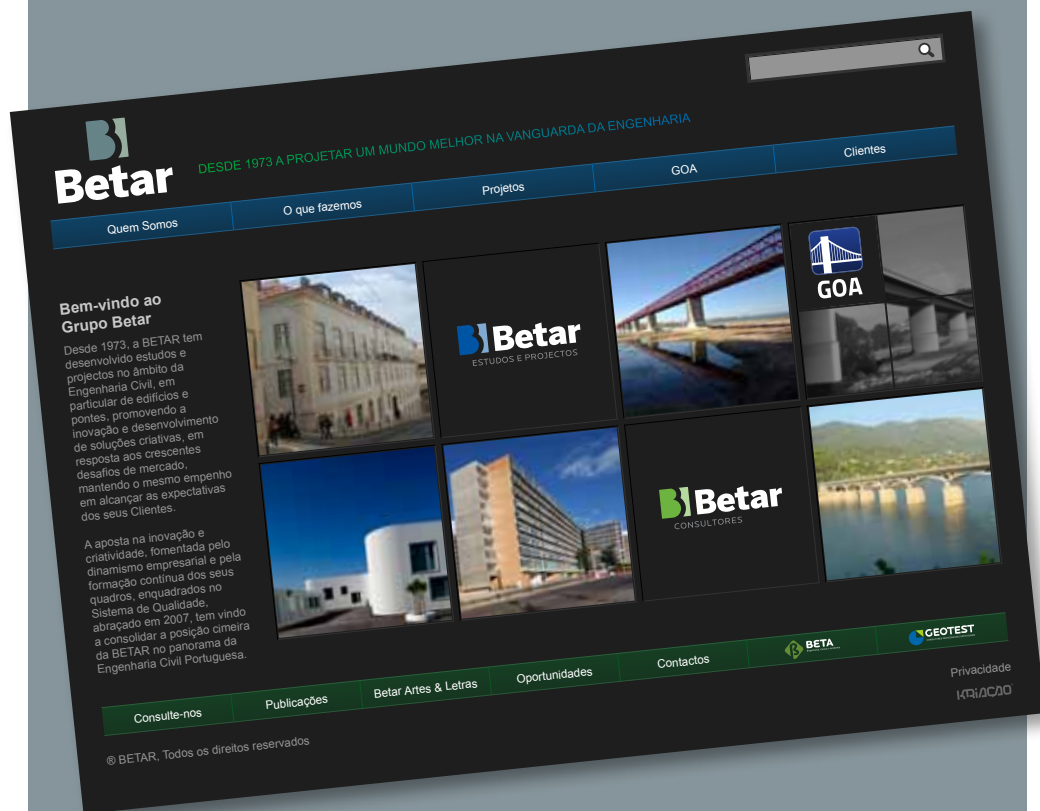 Betar
DESDE 1973 A PROJETAR UM MUNDO MELHOR NA VANGUARDA DA ENGENHARIA
Quem Somos
O que fazemos
Projetos
GOA
Clientes
Bem-vindo ao
Grupo Betar
Desde 1973, a BETAR tem
desenvolvido estudos e
projectos no âmbito da
Engenharia Civil, em
particular de edifícios e
pontes, promovendo a
inovação e desenvolvimento
de soluções criativas, em
resposta aos crescentes
desafios de mercado,
mantendo o mesmo empenho
em alcançar as expectativas
dos seus Clientes.
A aposta na inovação e
criatividade, fomentada pelo
dinamismo empresarial e pela
formação contínua dos seus
quadros, enquadrados no
Sistema de Qualidade,
abraçado em 2007, tem vindo
a consolidar a posição cimeira
da BETAR no panorama da
Engenharia Civil Portuguesa.
Betar
ESTUDOS E PROJECTOS
GOA
Betar
CONSULTORES
Consulte-nos
Publicações
Betar Artes & Letras
Oportunidades
Contactos
BETA
GEOTEST
® BETAR, Todos os direitos reservados
Privacidade
KRIACAO